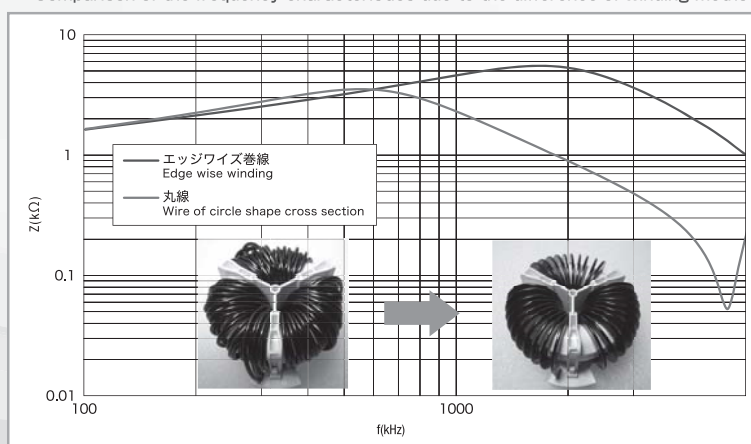 Comparison of the frequency characteristics due to the difference of winding
10
1
0.1
0.01
Z(kΩ)
エッジワイズ巻線
Edge wise winding
丸線
Wire of circle shape cross section
100
1000
f(kHz)